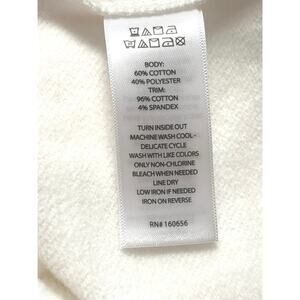 BODY:
60% COTTON
40% POLYESTER
TRIM:
96% COTTON
4% SPANDEX
TURN INSIDE OUT
MACHINE WASH COOL-
DELICATE CYCLE
WASH WITH LIKE COLORS
ONLY NON-CHLORINE
BLEACH WHEN NEEDED
LINE DRY
LOW IRON IF NEEDED
IRON ON REVERSE
RN# 160656